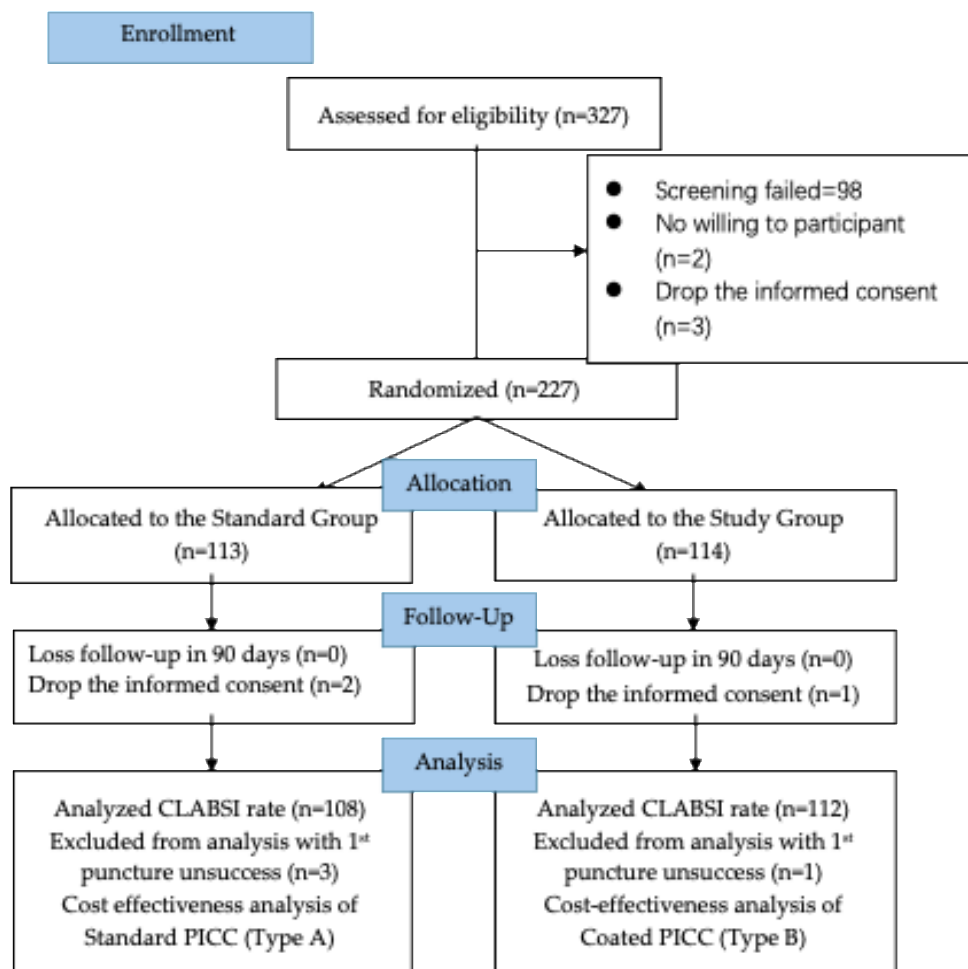 Enrollment
Assessed for eligibility (n=327)
● Screening failed=98
● No willing to participant
(n=2)
● Drop the informed consent
(n=3)
Randomized (n=227)
Allocation
Allocated to the Standard Group
(n=113)
Allocated to the Study Group
(n=114)
Follow-Up
Loss follow-up in 90 days (n=0)
Drop the informed consent (n=2)
Loss follow-up in 90 days (n=0)
Drop the informed consent (n=1)
Analysis
Analyzed CLABSI rate (n=108)
Excluded from analysis with 1st
puncture unsuccess (n=3)
Cost effectiveness analysis of
Standard PICC (Type A)
Analyzed CLABSI rate (n=112)
Excluded from analysis with 1st
puncture unsuccess (n=1)
Cost-effectiveness analysis of
Coated PICC (Type B)